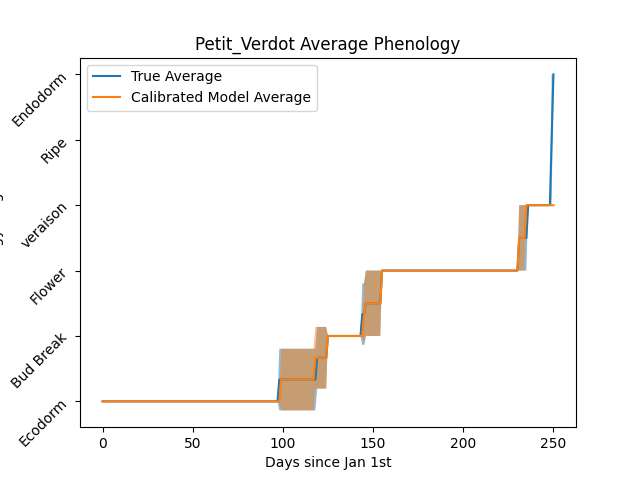 Petit_Verdot Average Phenology
True Average
Calibrated Model Average
Endodorm
Ripe
veraison
Flower
Bud Break
Ecodorm
0 50 100 150 200 250
Days since Jan 1st